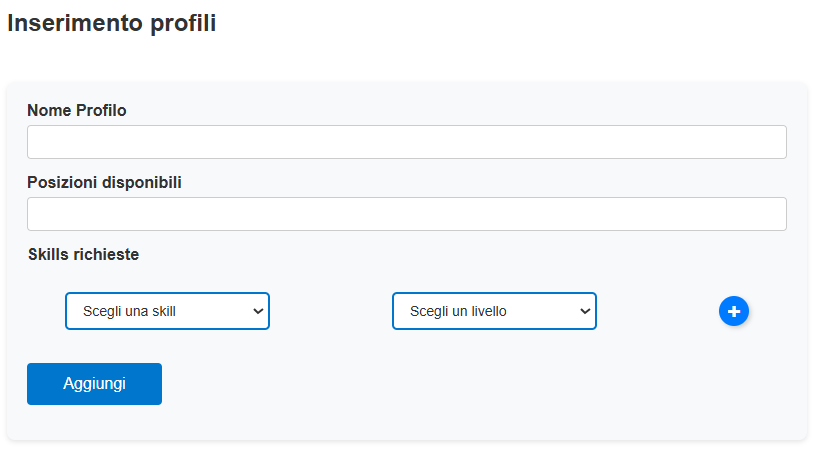 Inserimento profili
Nome Profilo
Posizioni disponibili
Skills richieste
Scegli una skill
Scegli un livello
Aggiungi